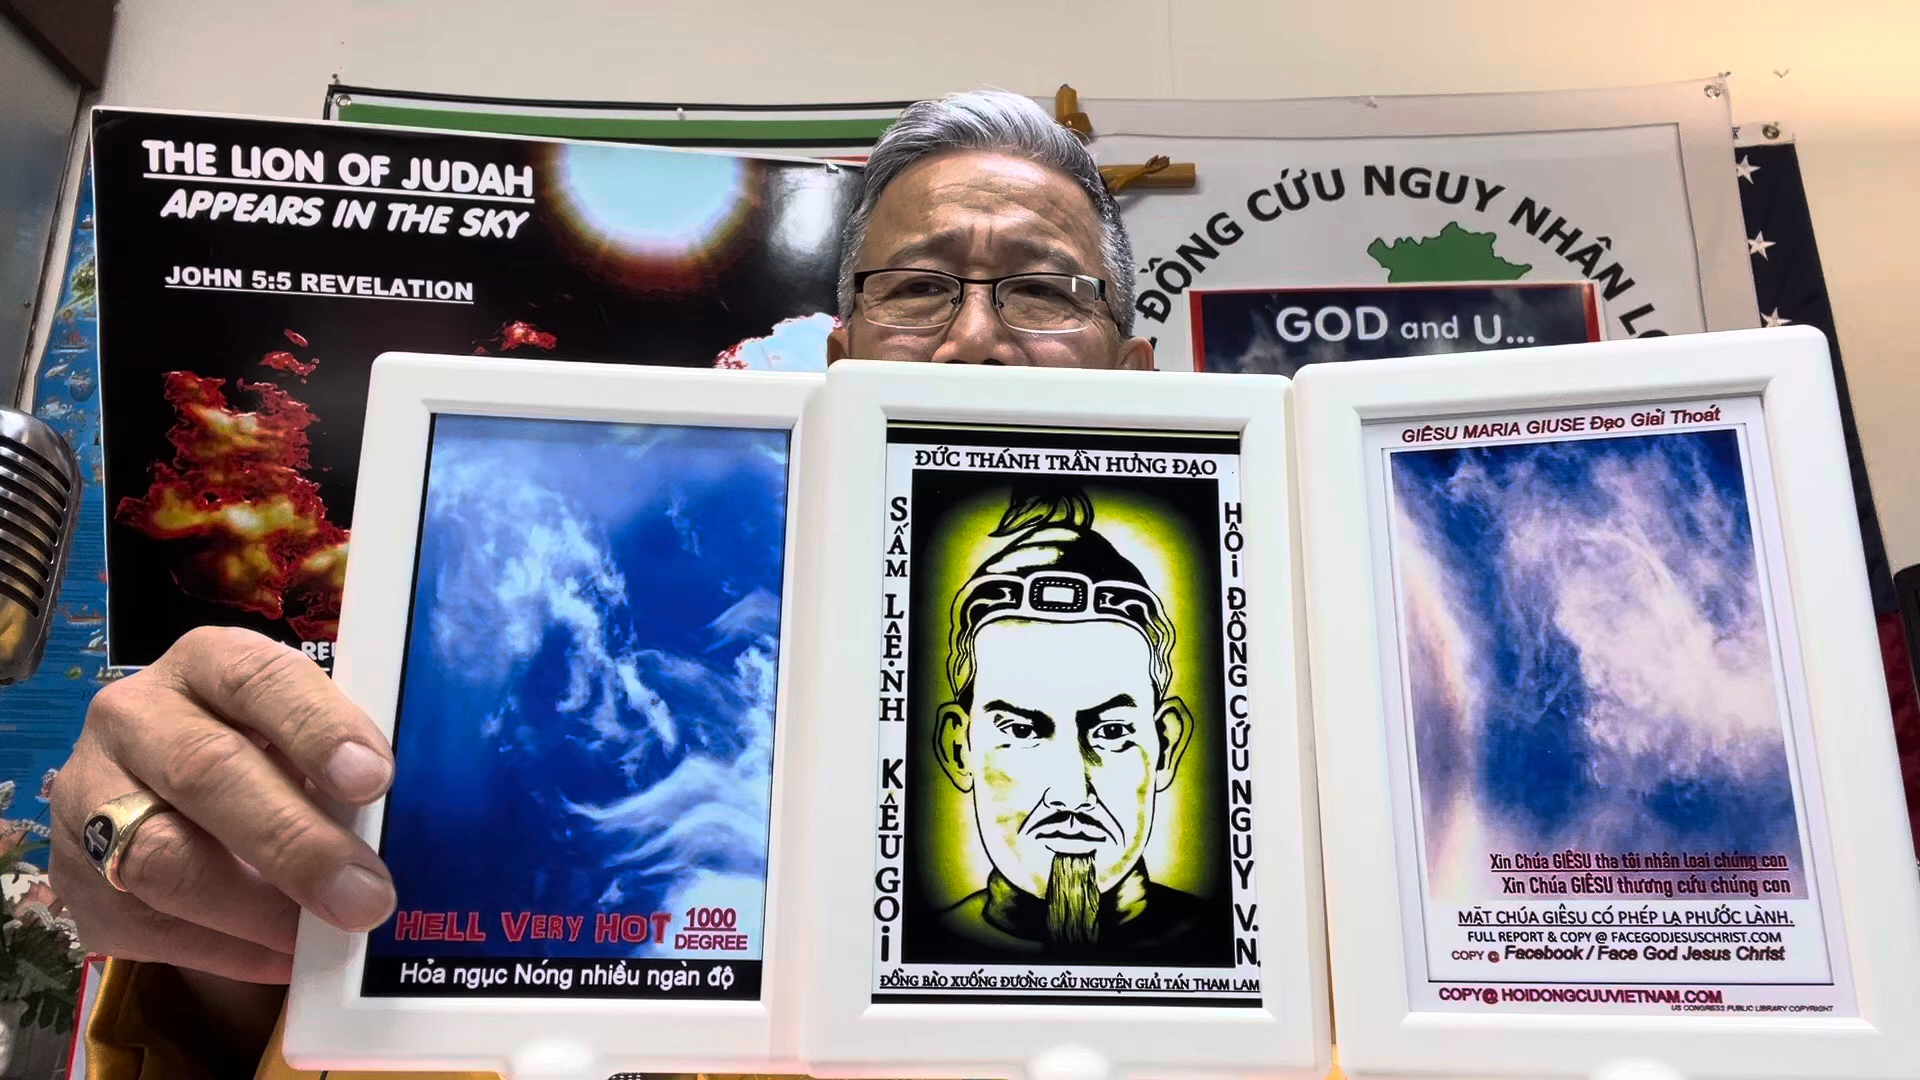 THE LION OF JUDAH
APPEARS IN THE SKY
JOHN 5:5 REVELATION
ĐỒNG CỨU NGUY NHÂN
GOD and U...
HELL VERY HOT 1000 DEGREE
Hỏa ngục Nóng nhiều ngàn độ
ĐỨC THÁNH TRẦN HƯNG ĐẠO
SẤM LỆNH KÊU GỌI
HỘI ĐỒNG CỨU NGUY V.N.
ĐỒNG BÀO XUỐNG ĐƯỜNG CẦU NGUYỆN GIẢI TÁN THAM LAM
GIÊSU MARIA GIUSE Đạo Giải Thoát
Xin Chúa GIÊSU tha tội nhân loại chúng con
Xin Chúa GIÊSU thương cứu chúng con
MẶT CHÚA GIÊSU CÓ PHÉP LẠ PHƯỚC LÀNH.
FULL REPORT & COPY @ FACEGODJESUSCHRIST.COM
COPY @ Facebook / Face God Jesus Christ
COPY@ HOIDONGCUUVIETNAM.COM
US CONGRESS PUBLIC LIBRARY COPYRIGHT